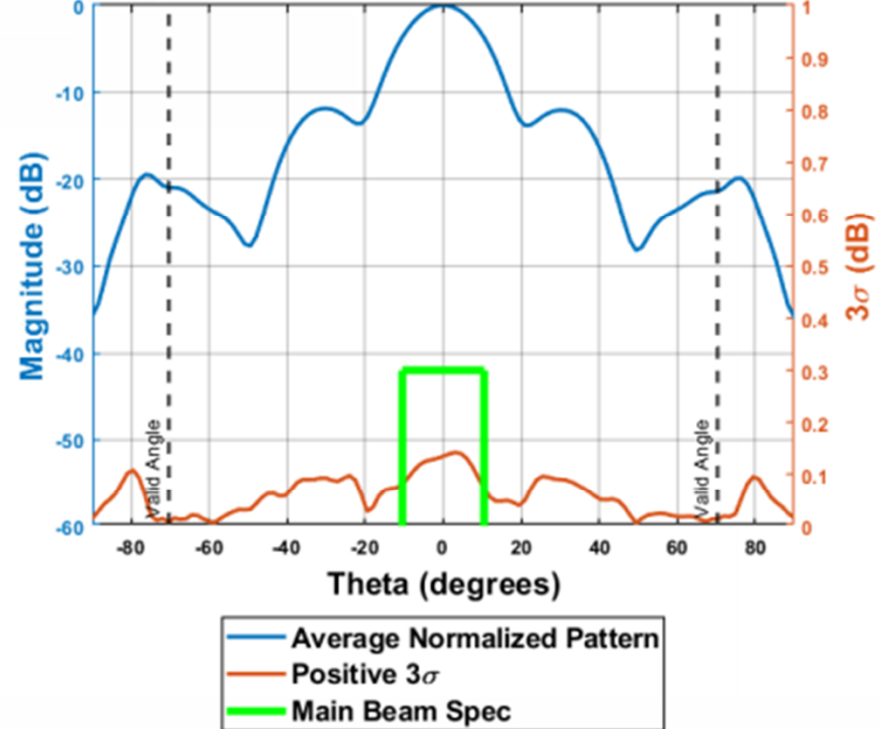 0
-10
-20
-30
-40
-50
-60
Magnitude (dB)
1
0.9
0.8
0.7
0.6
0.5
0.4
0.3
0.2
0.1
0
3σ (dB)
Valid Angle
Valid Angle
-80 -60 -40 -20 0 20 40 60 80
Theta (degrees)
Average Normalized Pattern
Positive 3σ
Main Beam Spec